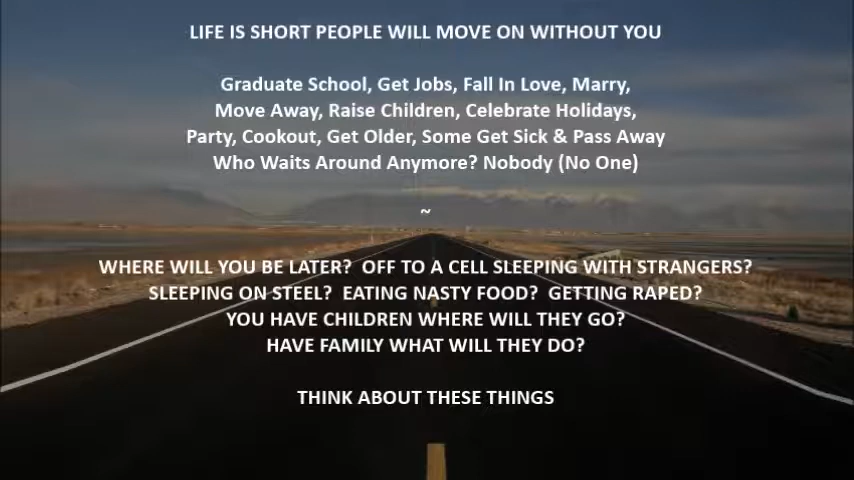 LIFE IS SHORT PEOPLE WILL MOVE ON WITHOUT YOU
Graduate School, Get Jobs, Fall In Love, Marry,
Move Away, Raise Children, Celebrate Holidays,
Party, Cookout, Get Older, Some Get Sick & Pass Away
Who Waits Around Anymore? Nobody (No One)
~
WHERE WILL YOU BE LATER? OFF TO A CELL SLEEPING WITH STRANGERS?
SLEEPING ON STEEL? EATING NASTY FOOD? GETTING RAPED?
YOU HAVE CHILDREN WHERE WILL THEY GO?
HAVE FAMILY WHAT WILL THEY DO?
THINK ABOUT THESE THINGS